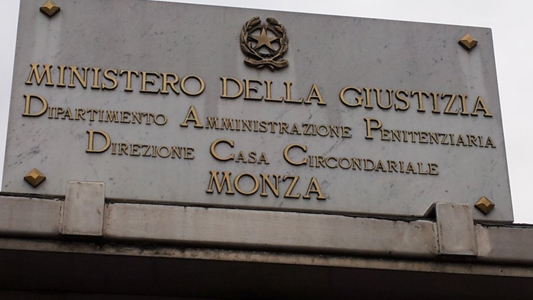 MINISTERO DELLA GIUSTIZIA
DIPARTIMENTO AMMINISTRAZIONE PENITENZIARIA
DIREZIONE CASA CIRCONDARIALE
MONZA